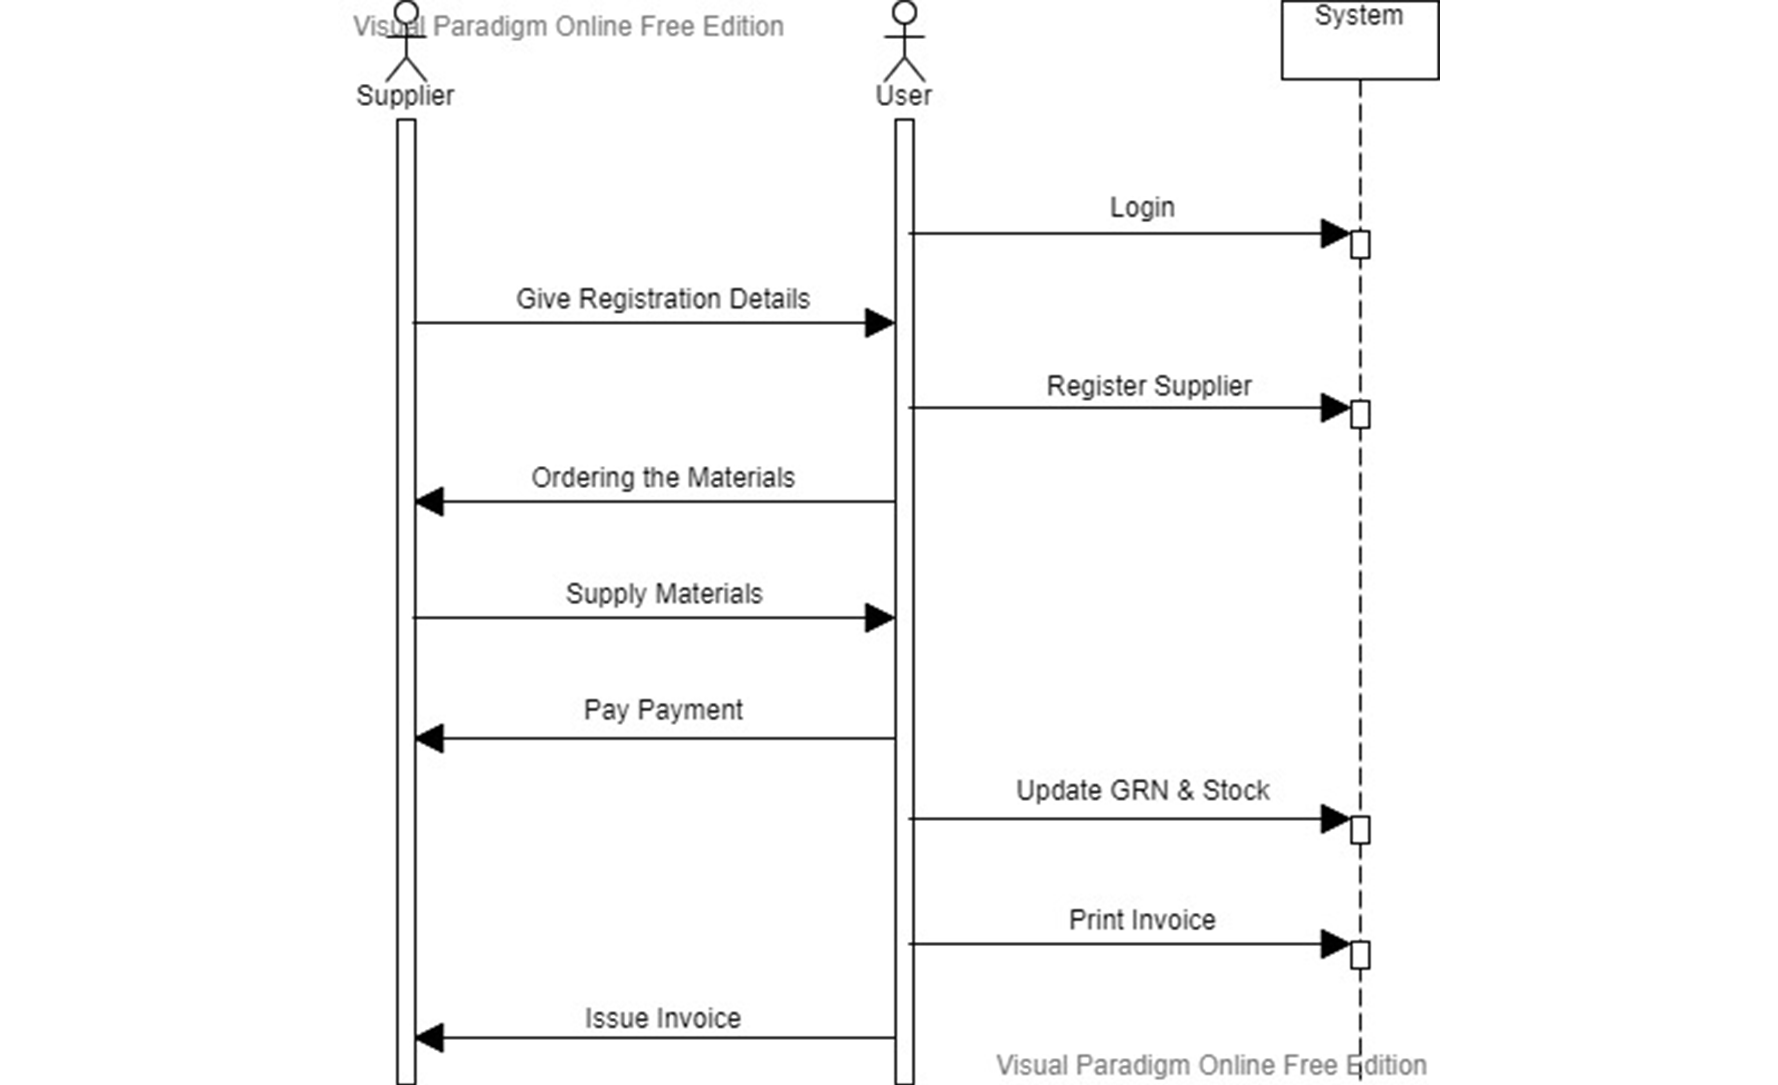 Visual Paradigm Online Free Edition
System
Supplier
User
Login
Give Registration Details
Register Supplier
Ordering the Materials
Supply Materials
Pay Payment
Update GRN & Stock
Print Invoice
Issue Invoice
Visual Paradigm Online Free Edition